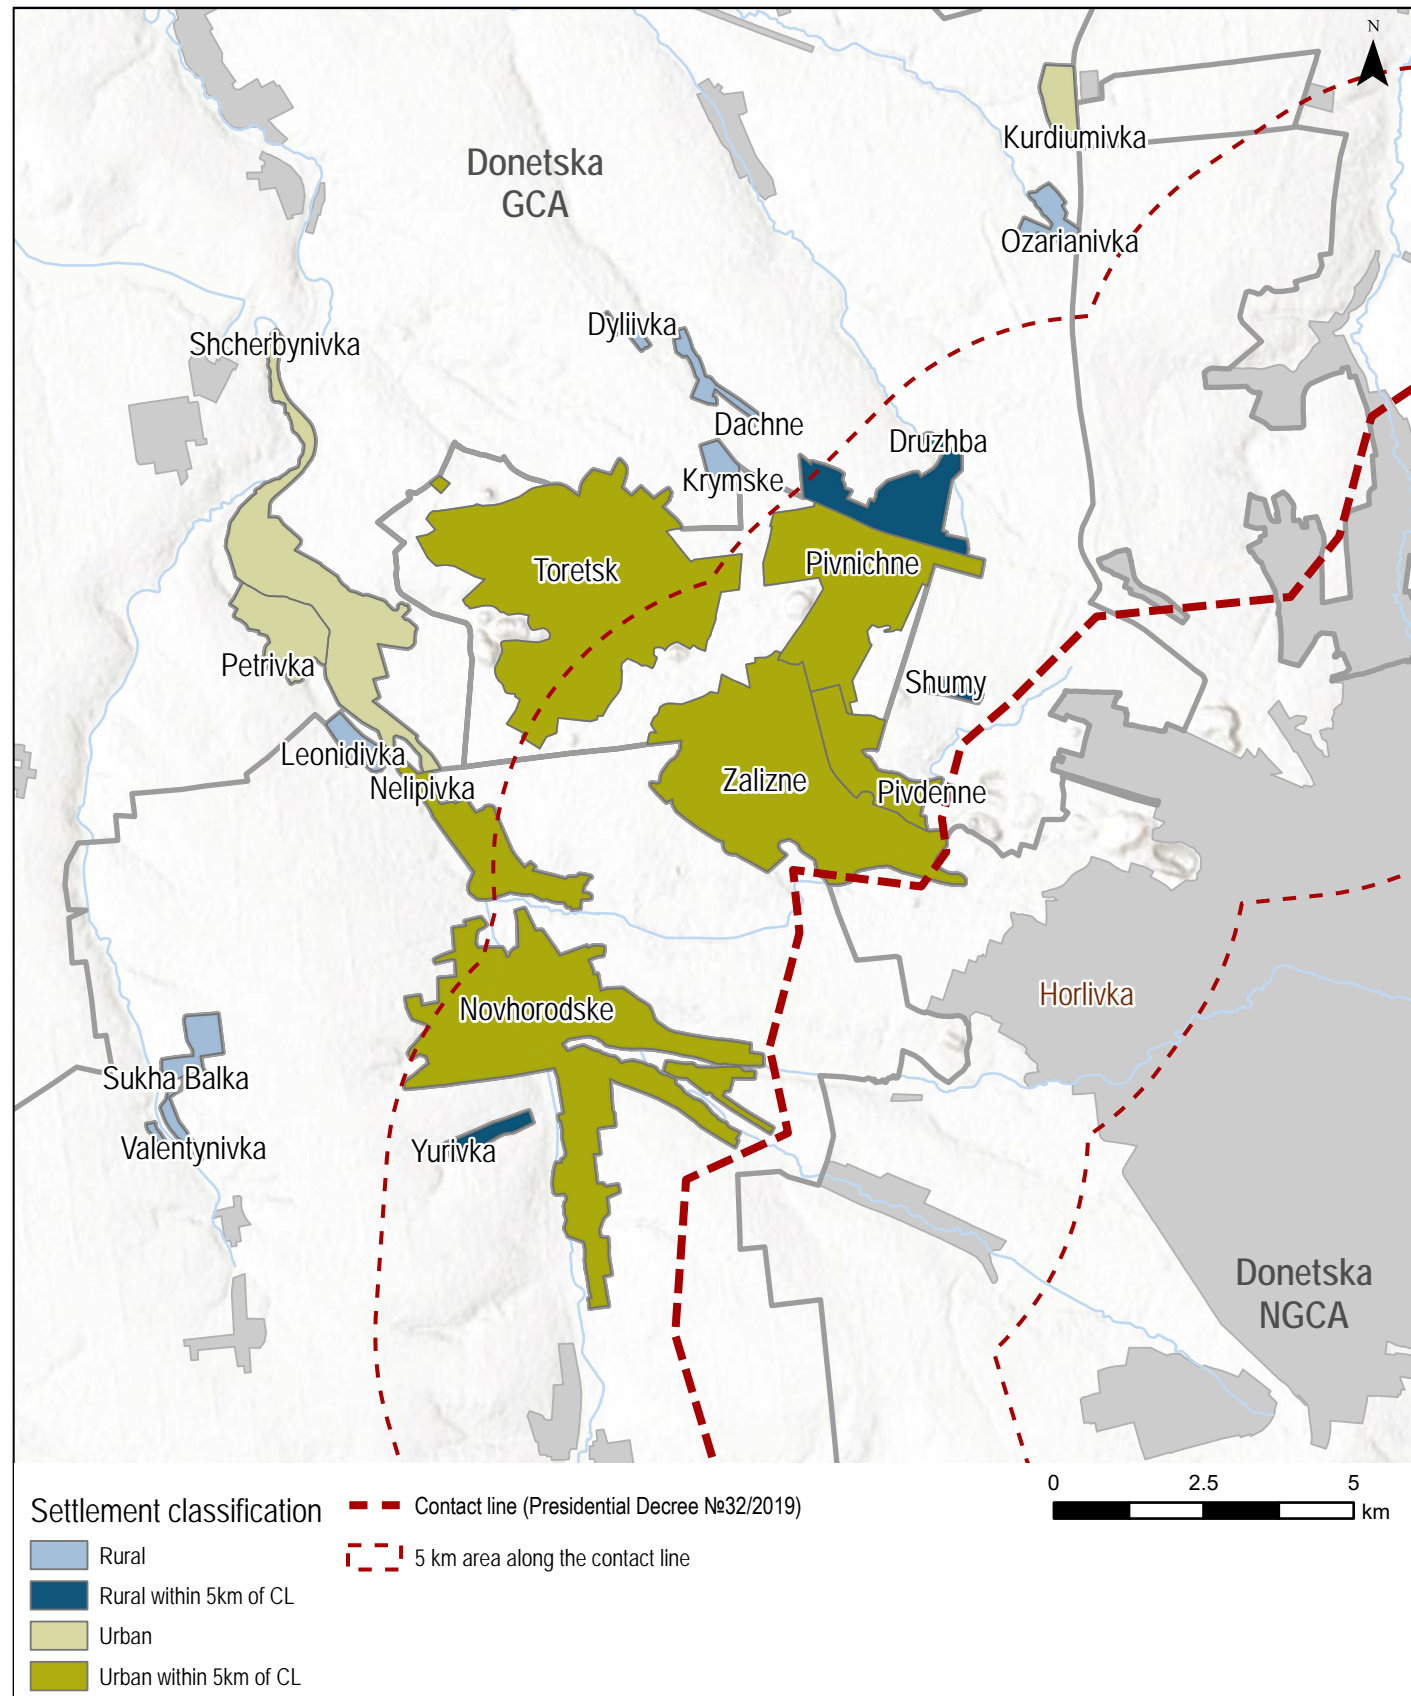 N
Kurdiumivka
Donetska
GCA
Ozarianivka
Dyliivka
Shcherbynivka
Dachne
Druzhba
Krymske
Toretsk
Pivnichne
Petrivka
Shumy
Leonidivka
Nelipivka
Zalizne
Pivdenne
Horlivka
Novhorodske
Sukha Balka
Valentynivka
Yurivka
Donetska
NGCA
Settlement classification
Rural
Rural within 5km of CL
Urban
Urban within 5km of CL
Contact line (Presidential Decree №32/2019)
5 km area along the contact line
0 2.5 5
km